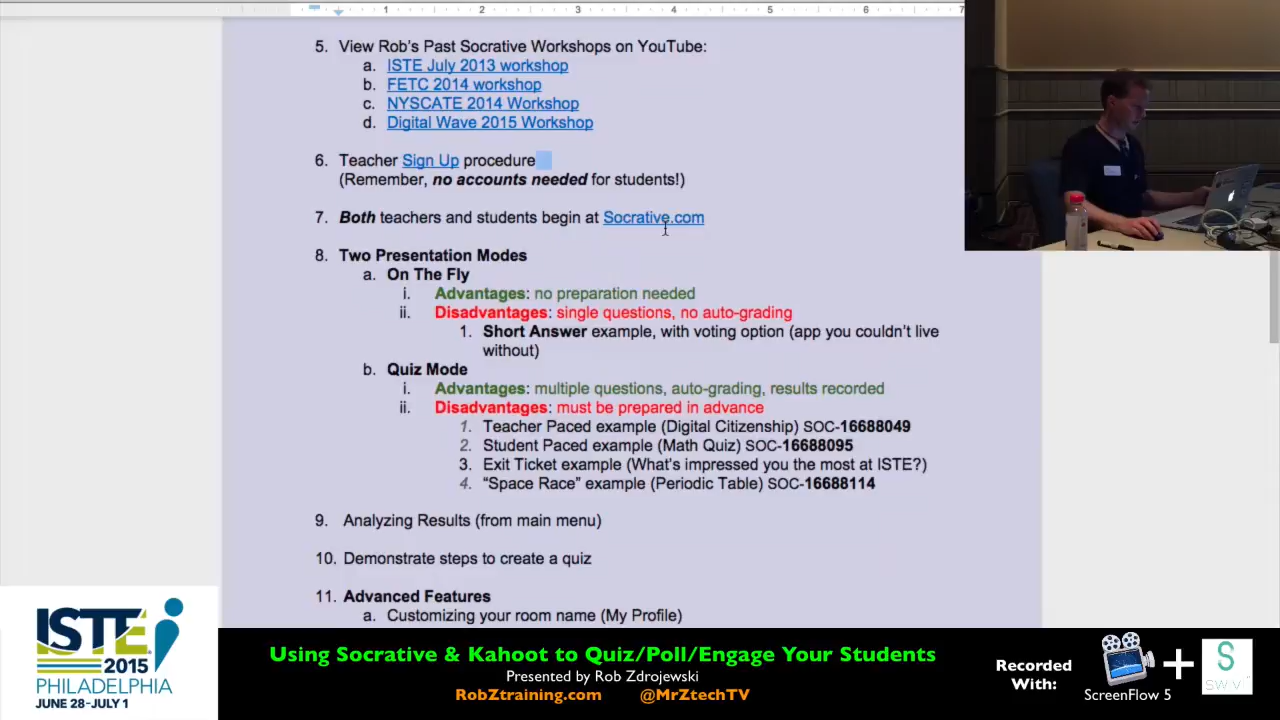 1 2 3 4 5 6 7
5. View Rob's Past Socrative Workshops on YouTube:
a. ISTE July 2013 workshop
b. FETC 2014 workshop
c. NYSCATE 2014 Workshop
d. Digital Wave 2015 Workshop
6. Teacher Sign Up procedure
(Remember, no accounts needed for students!)
7. Both teachers and students begin at Socrative.com
8. Two Presentation Modes
a. On The Fly
i. Advantages: no preparation needed
ii. Disadvantages: single questions, no auto-grading
1. Short Answer example, with voting option (app you couldn't live
without)
b. Quiz Mode
i. Advantages: multiple questions, auto-grading, results recorded
ii. Disadvantages: must be prepared in advance
1. Teacher Paced example (Digital Citizenship) SOC-16688049
2. Student Paced example (Math Quiz) SOC-16688095
3. Exit Ticket example (What's impressed you the most at ISTE?)
4. "Space Race" example (Periodic Table) SOC-16688114
9. Analyzing Results (from main menu)
10. Demonstrate steps to create a quiz
11. Advanced Features
a. Customizing your room name (My Profile)
ISTE
2015
PHILADELPHIA
JUNE 28-JULY 1
Using Socrative & Kahoot to Quiz/Poll/Engage Your Students
Presented by Rob Zdrojewski
RobZtraining.com @MrZtechTV
Recorded
With:
ScreenFlow 5
+
S
SWIVL